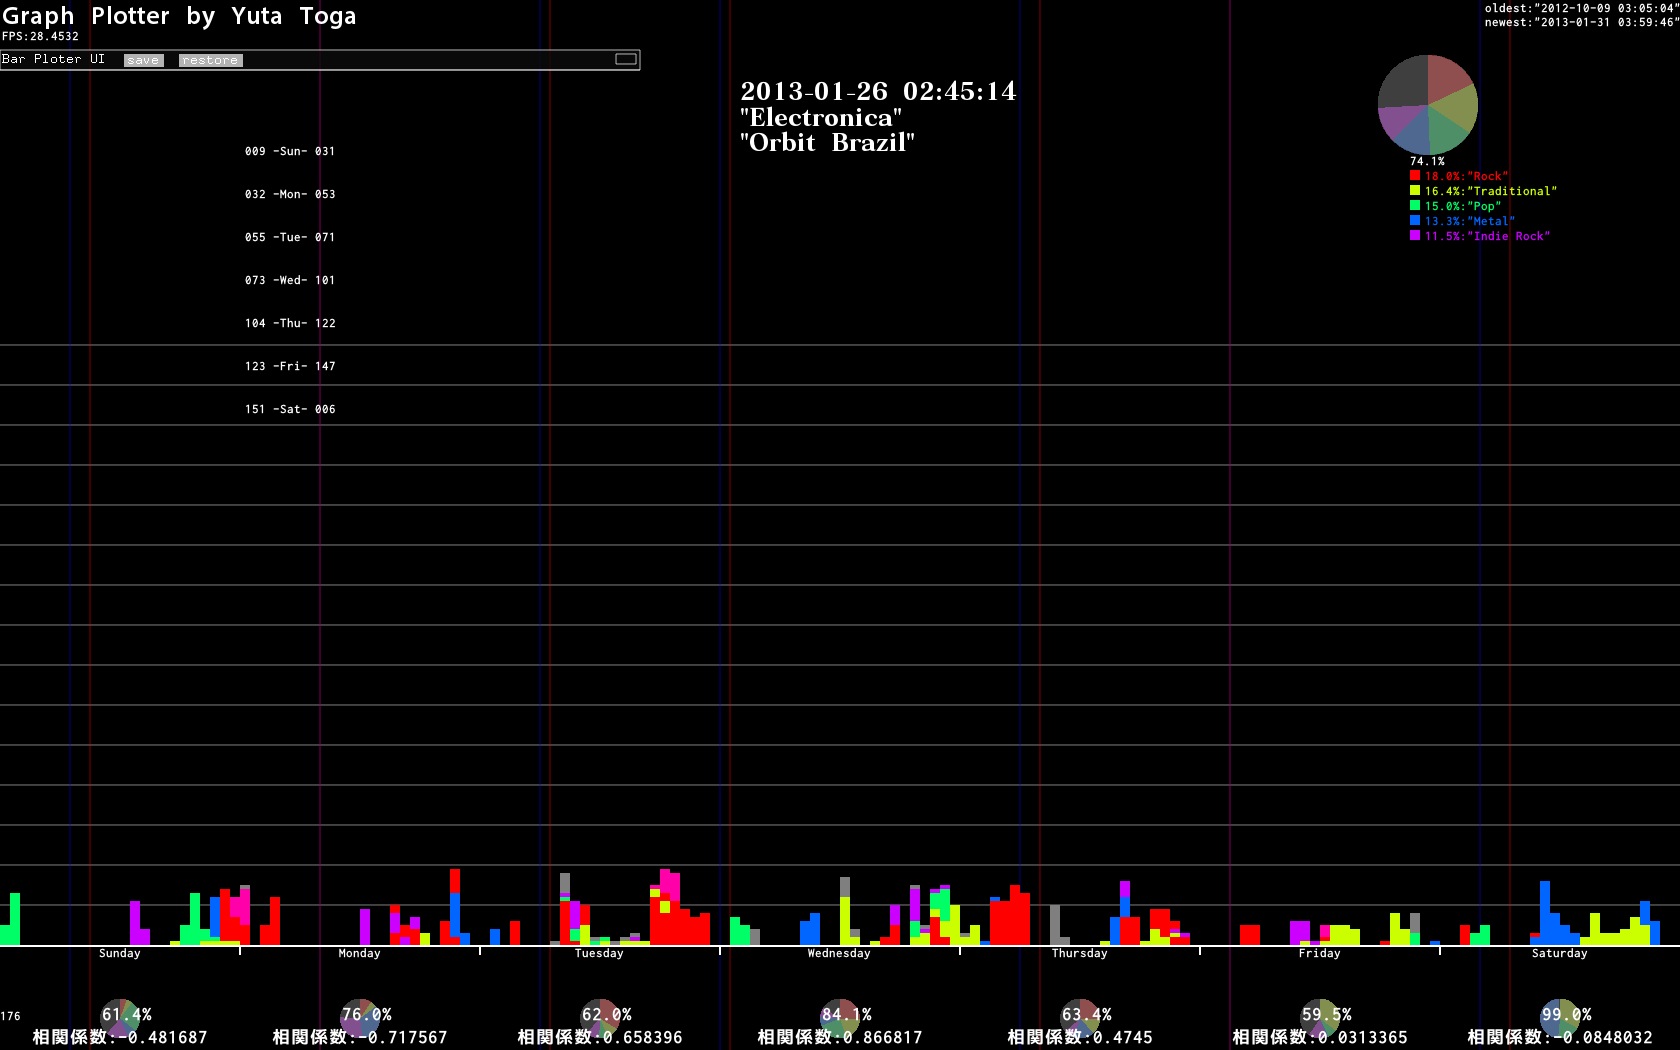 Graph Plotter by Yuta Toga
FPS:28.4532
oldest:"2012-10-09 03:05:04"
newest:"2013-01-31 03:59:46"
Bar Ploter UI save restore
2013-01-26 02:45:14
"Electronica"
"Orbit Brazil"
74.1%
18.0%:"Rock"
16.4%:"Traditional"
15.0%:"Pop"
13.3%:"Metal"
11.5%:"Indie Rock"
009 -Sun- 031
032 -Mon- 053
055 -Tue- 071
073 -Wed- 101
104 -Thu- 122
123 -Fri- 147
151 -Sat- 006
Sunday Monday Tuesday Wednesday Thursday Friday Saturday
176 61.4% 76.0% 62.0% 84.1% 63.4% 59.5% 99.0%
相関係数:-0.481687 相関係数:-0.717567 相関係数:0.658396 相関係数:0.866817 相関係数:0.4745 相関係数:0.0313365 相関係数:-0.0848032